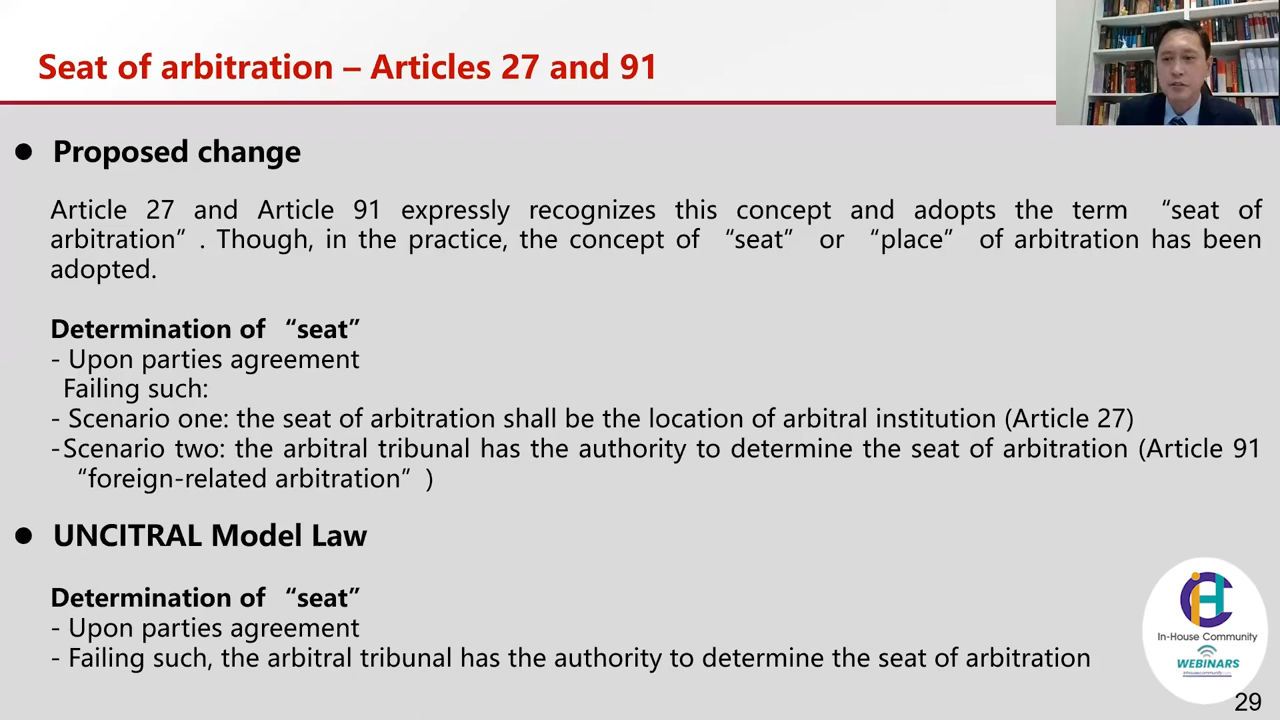 Seat of arbitration – Articles 27 and 91
● Proposed change
Article 27 and Article 91 expressly recognizes this concept and adopts the term “seat of
arbitration” . Though, in the practice, the concept of “seat” or “place” of arbitration has been
adopted.
Determination of “seat”
- Upon parties agreement
Failing such:
- Scenario one: the seat of arbitration shall be the location of arbitral institution (Article 27)
-Scenario two: the arbitral tribunal has the authority to determine the seat of arbitration (Article 91
“foreign-related arbitration” )
● UNCITRAL Model Law
Determination of “seat”
- Upon parties agreement
- Failing such, the arbitral tribunal has the authority to determine the seat of arbitration
iHC
In-House Community
WEBINARS
29